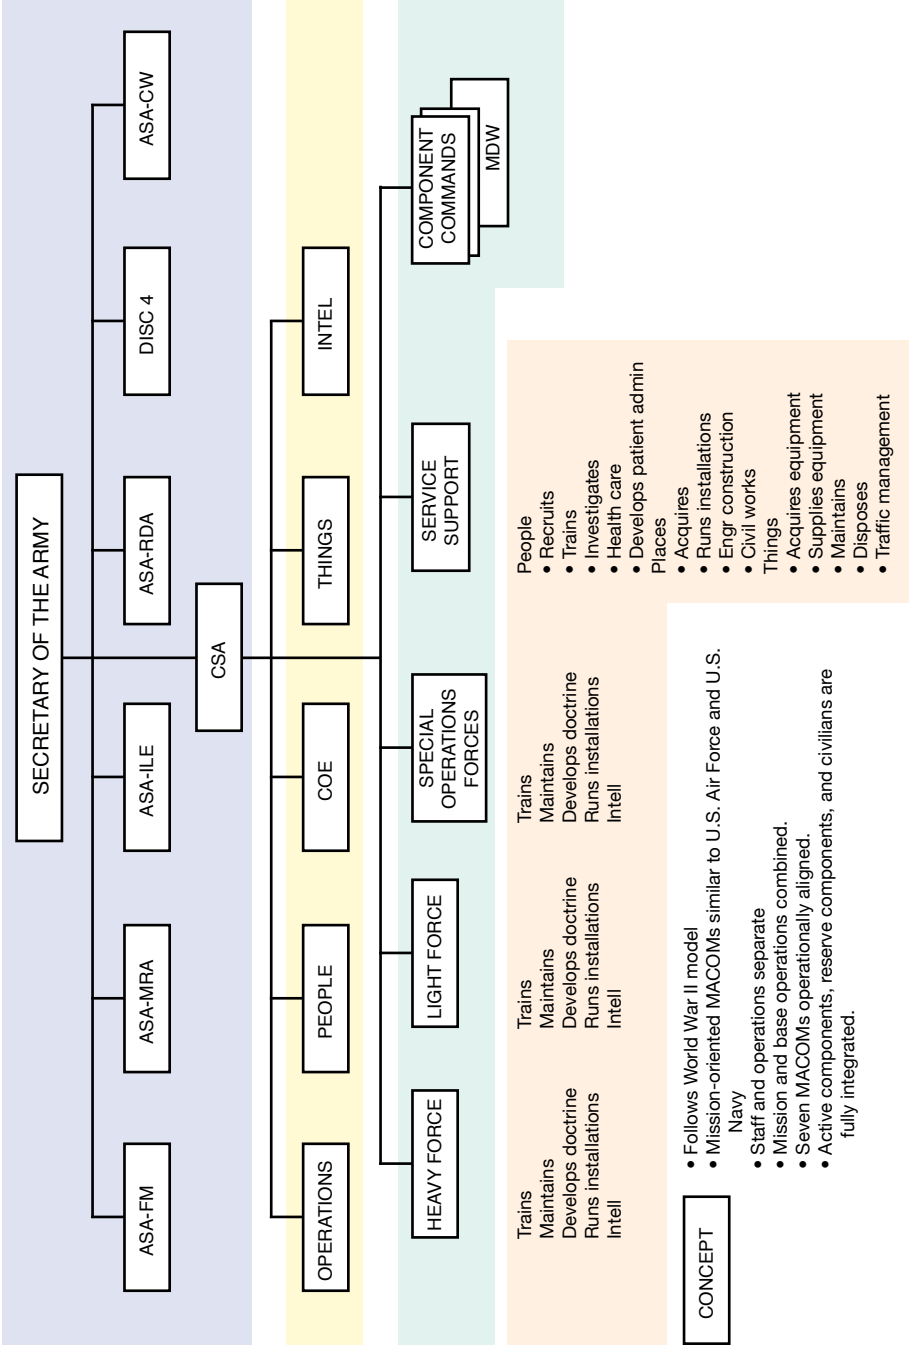 SECRETARY OF THE ARMY
ASA-FM
ASA-MRA
ASA-ILE
ASA-RDA
DISC 4
ASA-CW
CSA
OPERATIONS
PEOPLE
COE
THINGS
INTEL
HEAVY FORCE
LIGHT FORCE
SPECIAL
OPERATIONS
FORCES
SERVICE
SUPPORT
COMPONENT
COMMANDS
MDW
Trains
Maintains
Develops doctrine
Runs installations
Intell
Trains
Maintains
Develops doctrine
Runs installations
Intell
Trains
Maintains
Develops doctrine
Runs installations
Intell
People
• Recruits
• Trains
• Investigates
• Health care
• Develops patient admin
Places
• Acquires
• Runs installations
• Engr construction
• Civil works
Things
• Acquires equipment
• Supplies equipment
• Maintains
• Disposes
• Traffic management
CONCEPT
• Follows World War II model
• Mission-oriented MACOMs similar to U.S. Air Force and U.S.
Navy
• Staff and operations separate
• Mission and base operations combined.
• Seven MACOMs operationally aligned.
• Active components, reserve components, and civilians are
fully integrated.